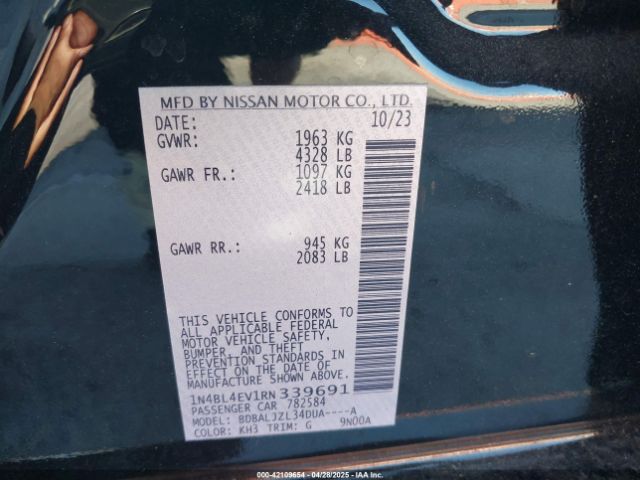 MFD BY NISSAN MOTOR CO., LTD.
DATE: 10/23
GVWR: 1963 KG
4328 LB
GAWR FR.: 1097 KG
2418 LB
GAWR RR.: 945 KG
2083 LB
THIS VEHICLE CONFORMS TO
ALL APPLICABLE FEDERAL
MOTOR VEHICLE SAFETY,
BUMPER, AND THEFT
PREVENTION STANDARDS IN
EFFECT ON THE DATE OF
MANUFACTURE SHOWN ABOVE.
1N4BL4EV1RN339691
PASSENGER CAR 782584
MODEL: BDBALJZL34DUA----A
COLOR: KH3 TRIM: G 9N00A
000-42109654 | 04/28/2025 - IAAI.COM